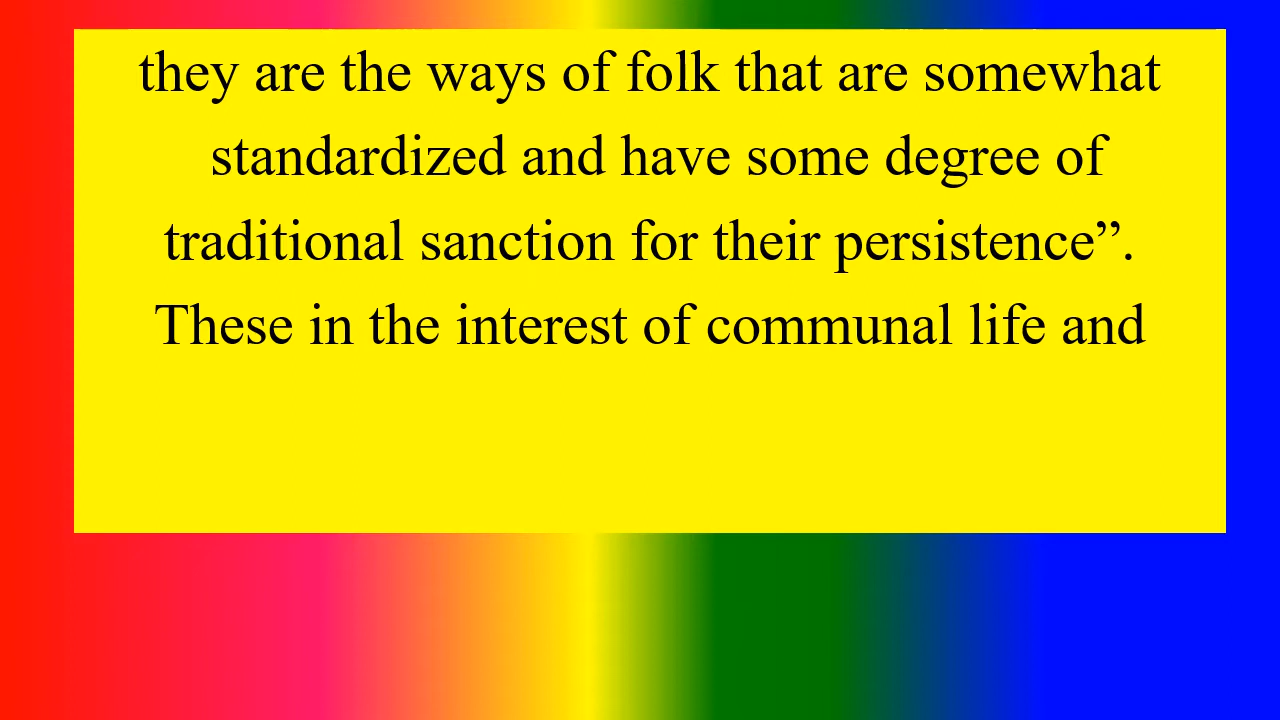 they are the ways of folk that are somewhat
standardized and have some degree of
traditional sanction for their persistence”.
These in the interest of communal life and